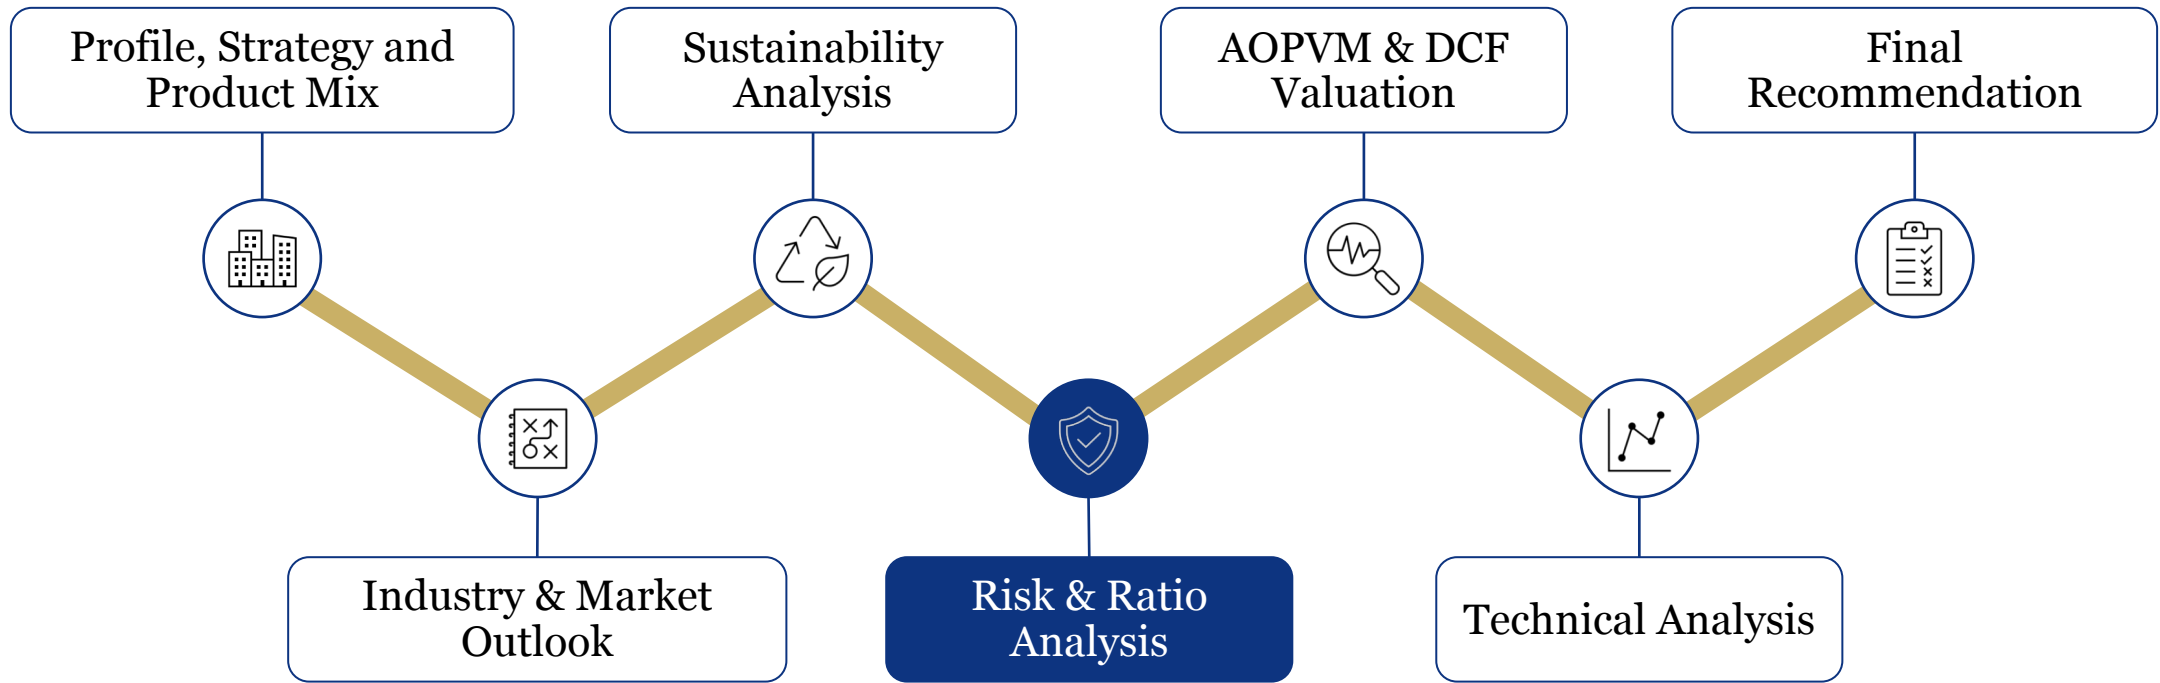 Profile, Strategy and
Product Mix
Sustainability
Analysis
AOPVM & DCF
Valuation
Final
Recommendation
Industry & Market
Outlook
Risk & Ratio
Analysis
Technical Analysis